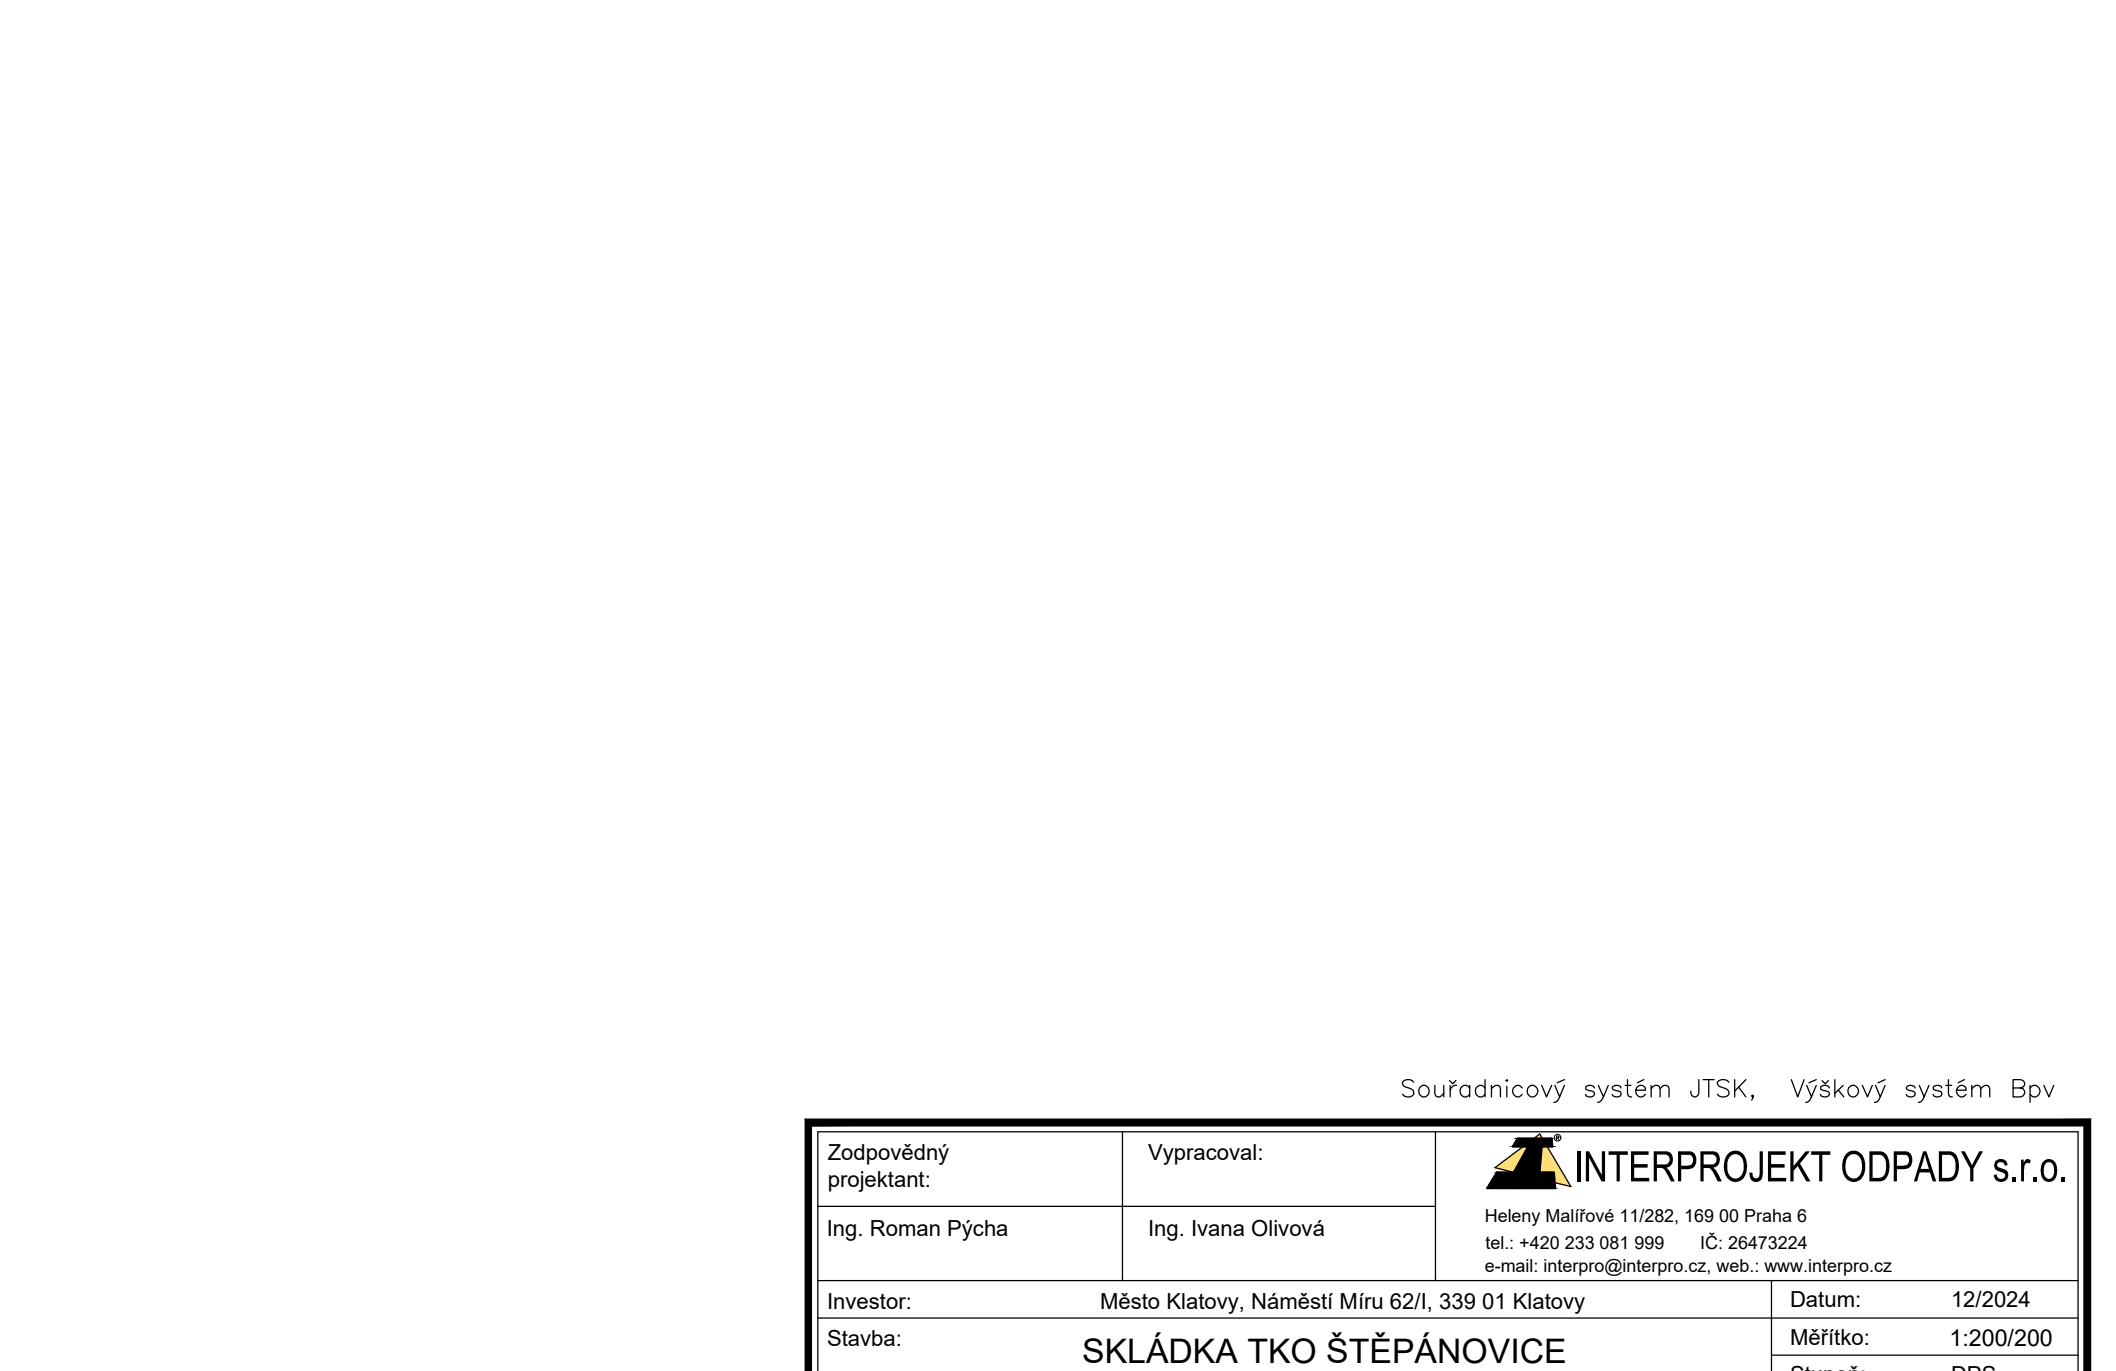 Souřadnicový systém JTSK, Výškový systém Bpv
Zodpovědný
projektant:
Vypracoval:
INTERPROJEKT ODPADY s.r.o.
Ing. Roman Pýcha
Ing. Ivana Olivová
Heleny Malířové 11/282, 169 00 Praha 6
tel.: +420 233 081 999 IČ: 26473224
e-mail: interpro@interpro.cz, web.: www.interpro.cz
Investor: Město Klatovy, Náměstí Míru 62/I, 339 01 Klatovy
Datum: 12/2024
Stavba: SKLÁDKA TKO ŠTĚPÁNOVICE
Měřítko: 1:200/200